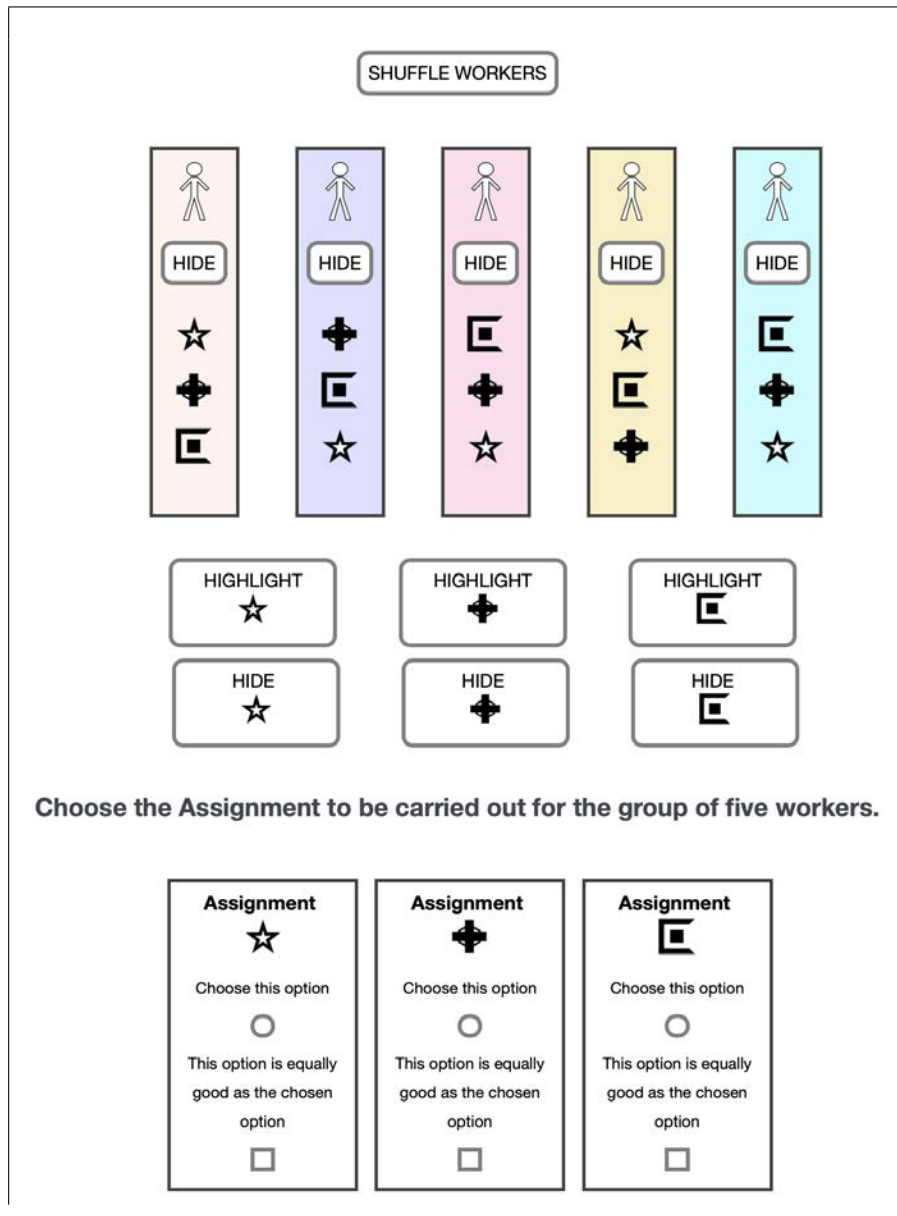 SHUFFLE WORKERS
HIDE HIDE HIDE HIDE HIDE
HIGHLIGHT HIGHLIGHT HIGHLIGHT
HIDE HIDE HIDE
Choose the Assignment to be carried out for the group of five workers.
Assignment
Choose this option
This option is equally
good as the chosen
option
Assignment
Choose this option
This option is equally
good as the chosen
option
Assignment
Choose this option
This option is equally
good as the chosen
option